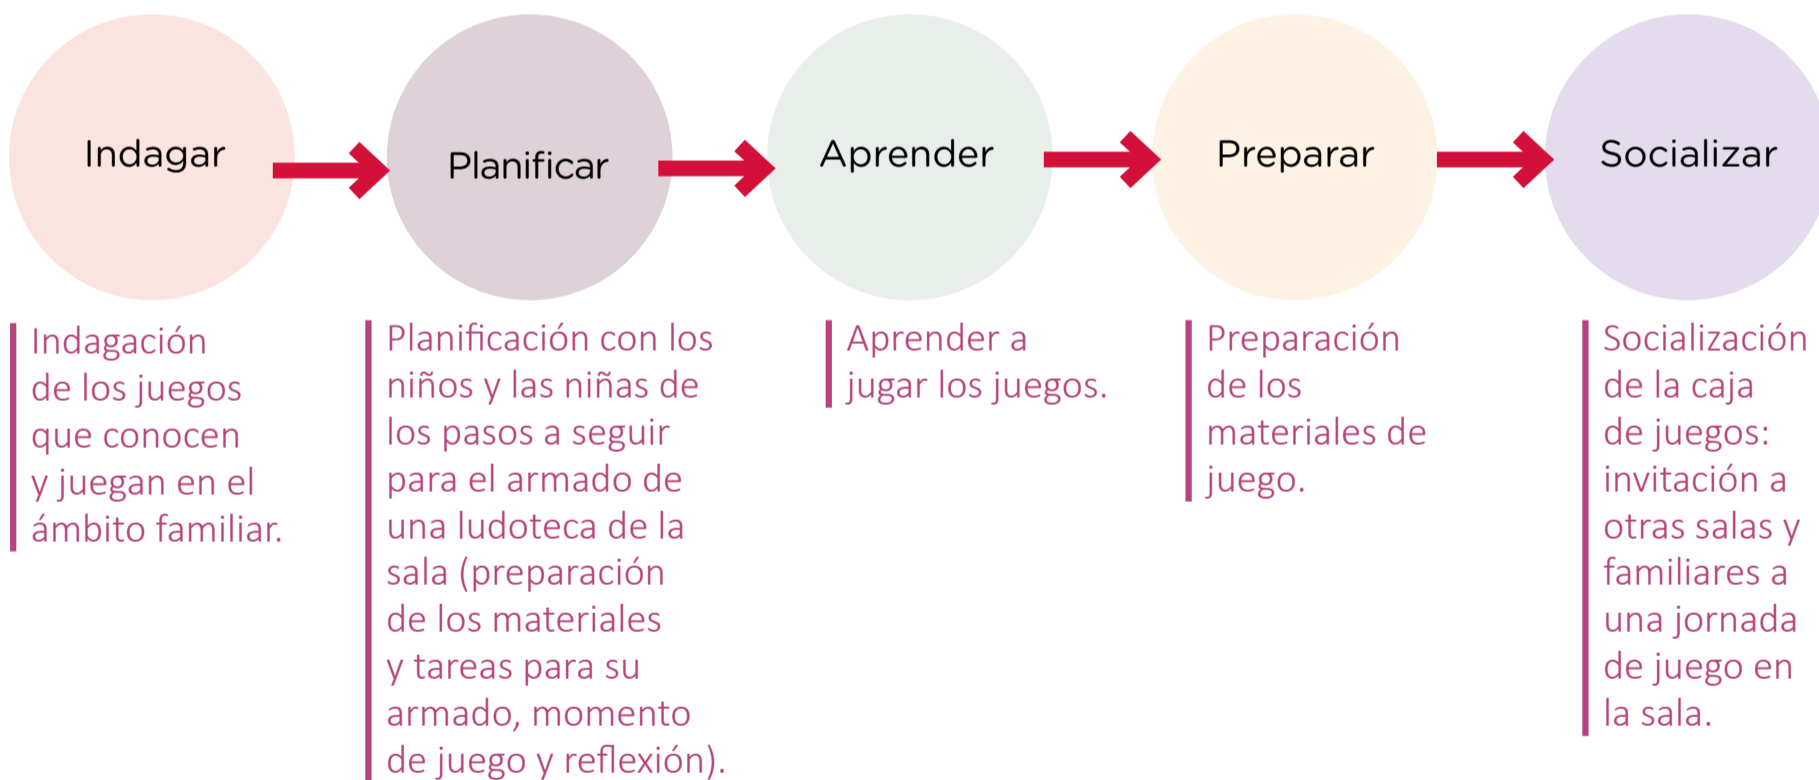 Indagar
Planificar
Aprender
Preparar
Socializar
Indagación
de los juegos
que conocen
y juegan en el
ámbito familiar.
Planificación con los
niños y las niñas de
los pasos a seguir
para el armado de
una ludoteca de la
sala (preparación
de los materiales
y tareas para su
armado, momento
de juego y reflexión).
Aprender a
jugar los juegos.
Preparación
de los
materiales de
juego.
Socialización
de la caja
de juegos:
invitación a
otras salas y
familiares a
una jornada
de juego en
la sala.